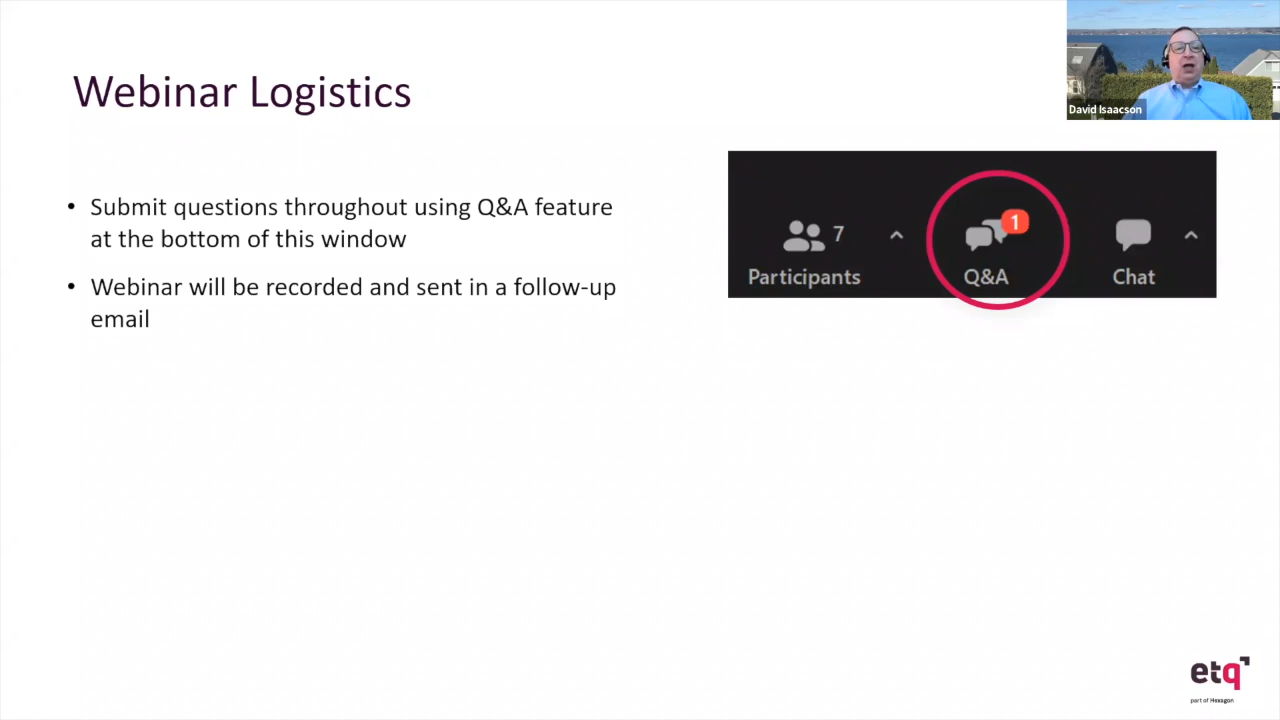 Webinar Logistics
David Isaacson
• Submit questions throughout using Q&A feature
at the bottom of this window
• Webinar will be recorded and sent in a follow-up
email
7
1
Participants
Q&A
Chat
etq
part of Hexagon